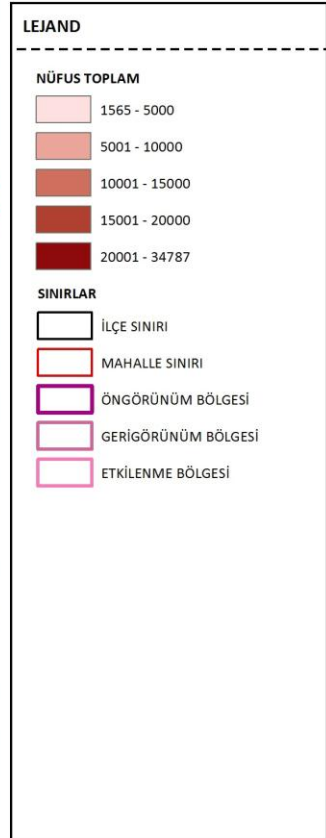 LEJAND
NÜFUS TOPLAM
1565 - 5000
5001 - 10000
10001 - 15000
15001 - 20000
20001 - 34787
SINIRLAR
İLÇE SINIRI
MAHALLE SINIRI
ÖNGÖRÜNÜM BÖLGESİ
GERİGÖRÜNÜM BÖLGESİ
ETKİLENME BÖLGESİ